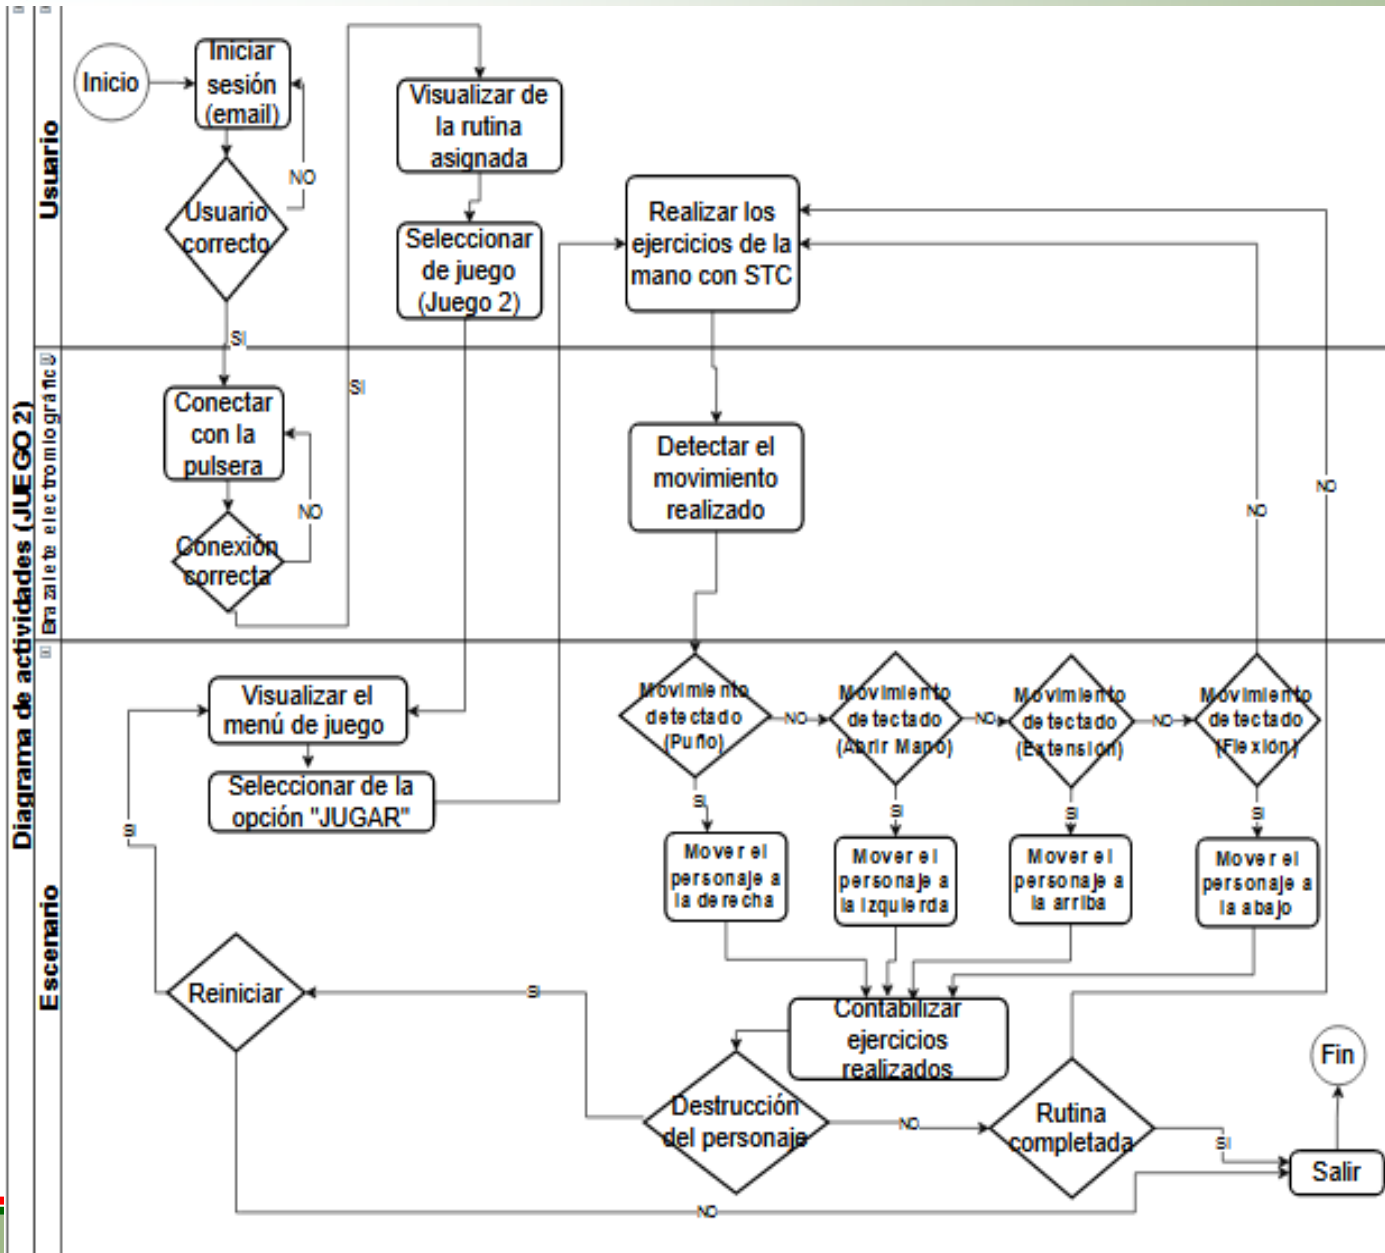 Diagrama de actividades (JUEGO 2)
Usuario
Inicio
Iniciar
sesión
(email)
NO
Usuario
correcto
SI
Visualizar de
la rutina
asignada
Seleccionar
de juego
(Juego 2)
Realizar los
ejercicios de la
mano con STC
Brazalete electromiográfico
Conectar
con la
pulsera
NO
Conexión
correcta
SI
Detectar el
movimiento
realizado
NO
NO
Escenario
Visualizar el
menú de juego
Seleccionar de la
opción "JUGAR"
SI
Movimiento
detectado
(Puño)
NO
Movimiento
detectado
(Abrir Mano)
NO
Movimiento
detectado
(Extensión)
NO
Movimiento
detectado
(Flexión)
SI
SI
SI
SI
Mover el
personaje a
la derecha
Mover el
personaje a
la Izquierda
Mover el
personaje a
la arriba
Mover el
personaje a
la abajo
Reiniciar
SI
Contabilizar
ejercicios
realizados
Destrucción
del personaje
NO
Rutina
completada
SI
Fin
Salir
NO